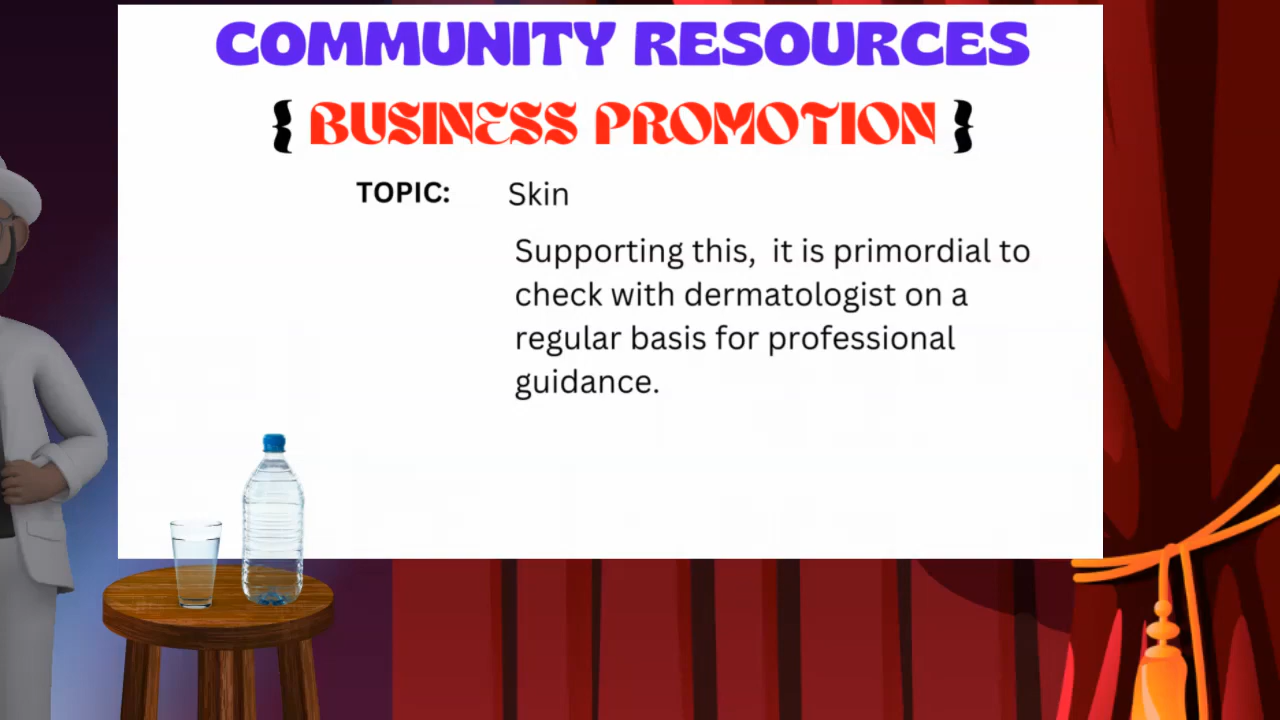 COMMUNITY RESOURCES
{ BUSINESS PROMOTION }
TOPIC: Skin
Supporting this, it is primordial to
check with dermatologist on a
regular basis for professional
guidance.